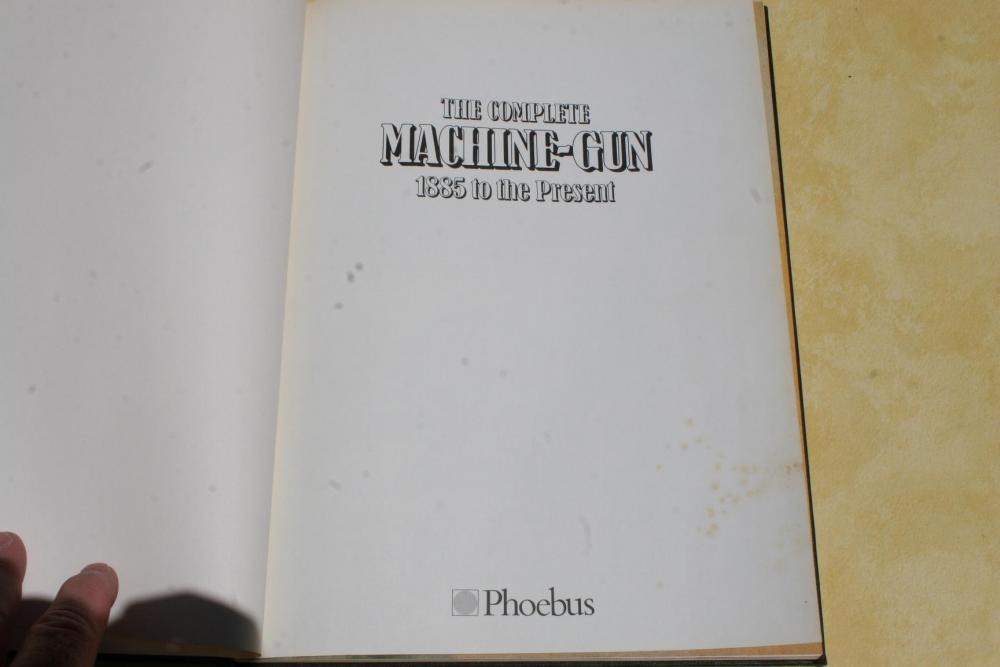 THE COMPLETE
MACHINE-GUN
1885 to the Present
Phoebus